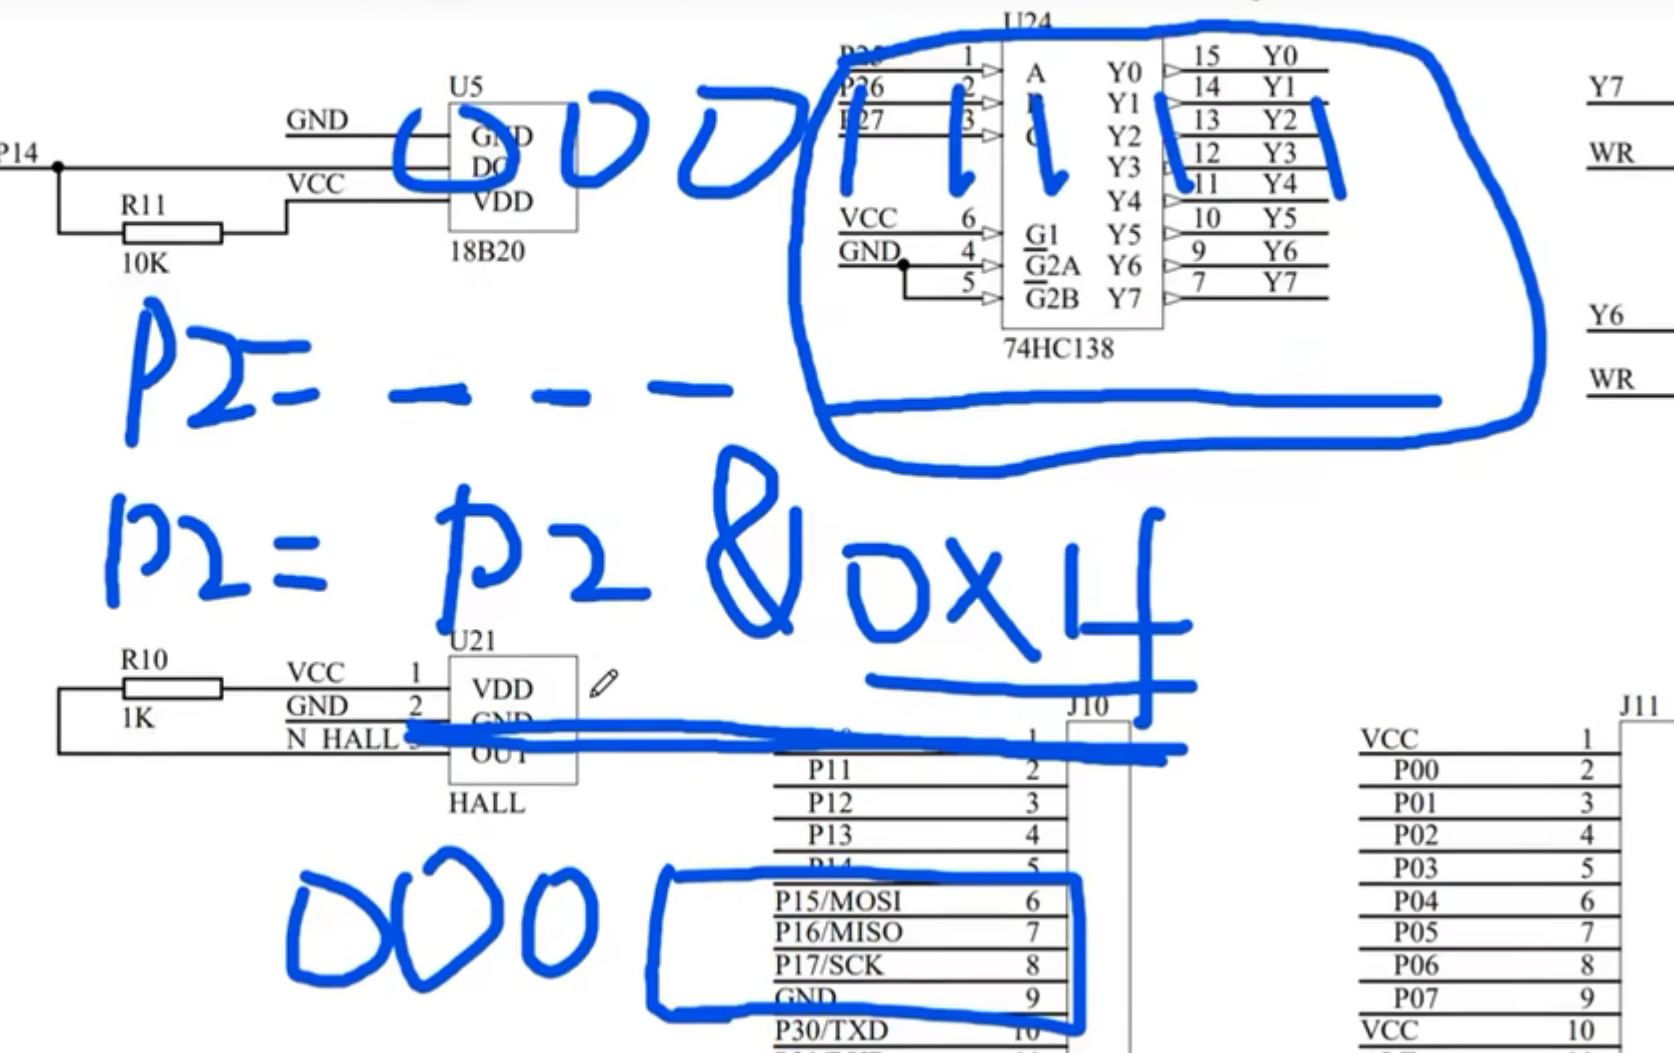 U24
P25 1 A Y0 15 Y0
P26 2 Y1 14 Y1
P27 3 Y2 13 Y2
Y3 12 Y3
Y4 11 Y4
VCC 6 G1 Y5 10 Y5
GND 4 G2A Y6 9 Y6
5 G2B Y7 7 Y7
74HC138
U5
GND GND
P14 DQ
VCC VDD
R11
10K
18B20
000 11111
Y7
WR
Y6
WR
P2=
P2 = P2 & 0X1f
U21
R10 VCC 1 VDD
1K GND 2 GND
N HALL OUT
HALL
J10
1
P11 2
P12 3
P13 4
P14 5
P15/MOSI 6
P16/MISO 7
P17/SCK 8
GND 9
P30/TXD 10
000
J11
VCC 1
P00 2
P01 3
P02 4
P03 5
P04 6
P05 7
P06 8
P07 9
VCC 10